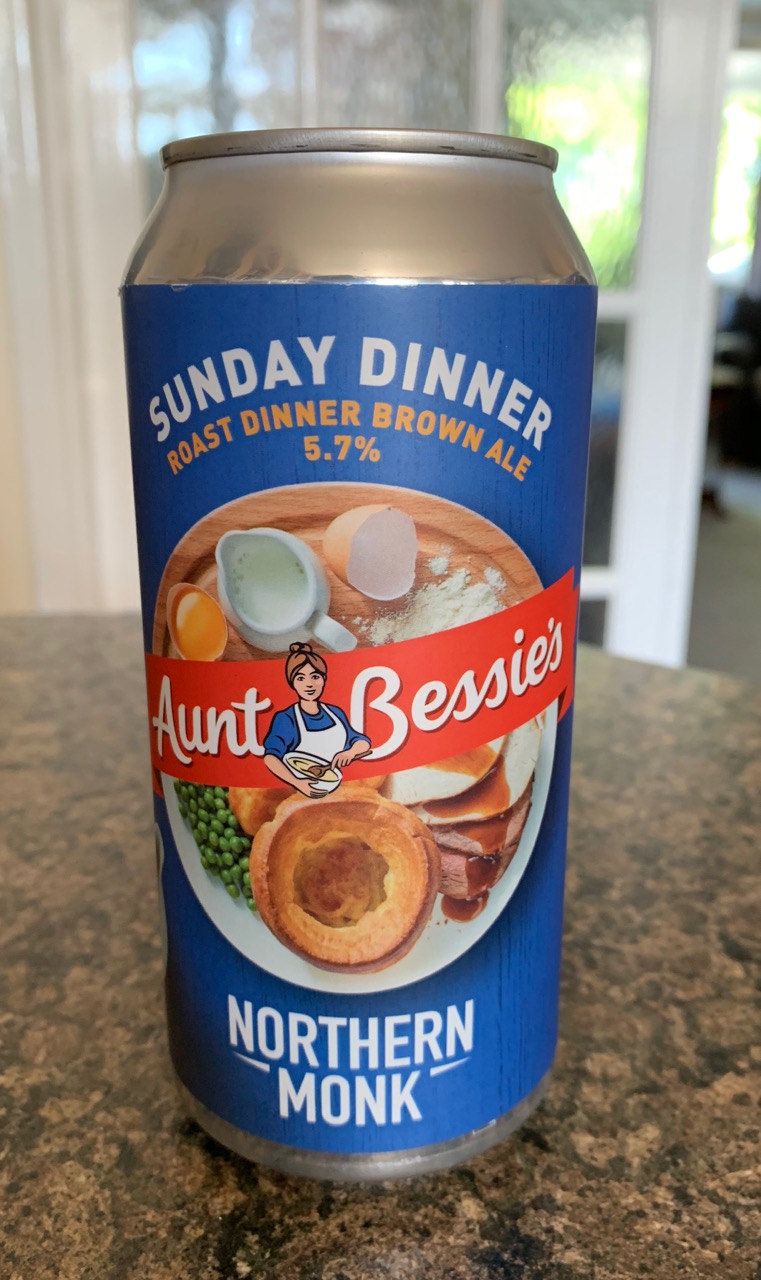 SUNDAY DINNER
ROAST DINNER BROWN ALE
5.7%
Aunt Bessie's
NORTHERN
MONK